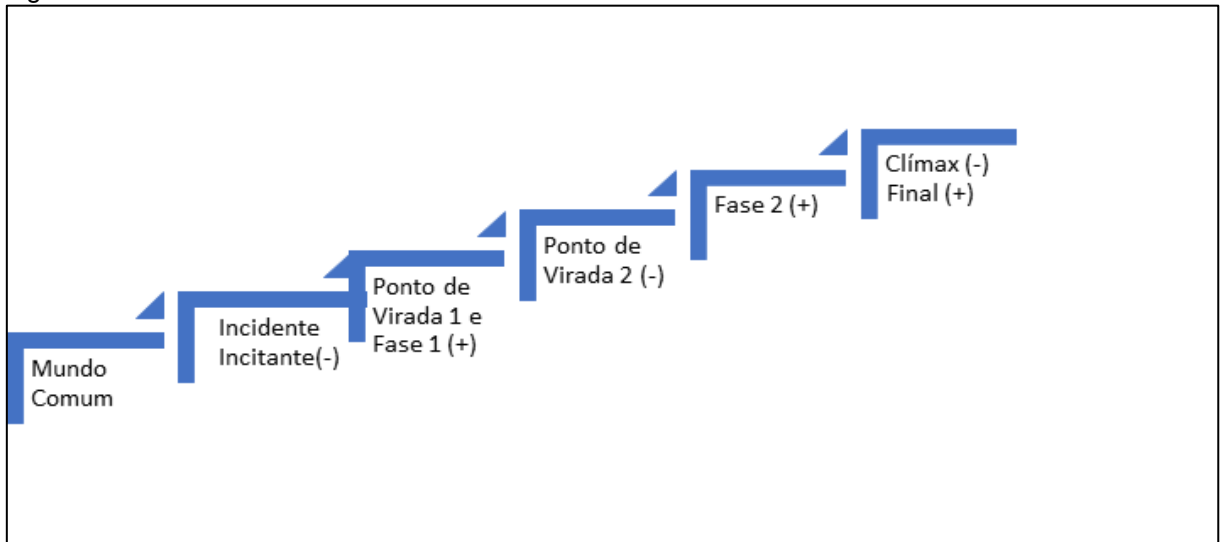 Mundo
Comum
Incidente
Incitante(-)
Ponto de
Virada 1 e
Fase 1 (+)
Ponto de
Virada 2 (-)
Fase 2 (+)
Clímax (-)
Final (+)